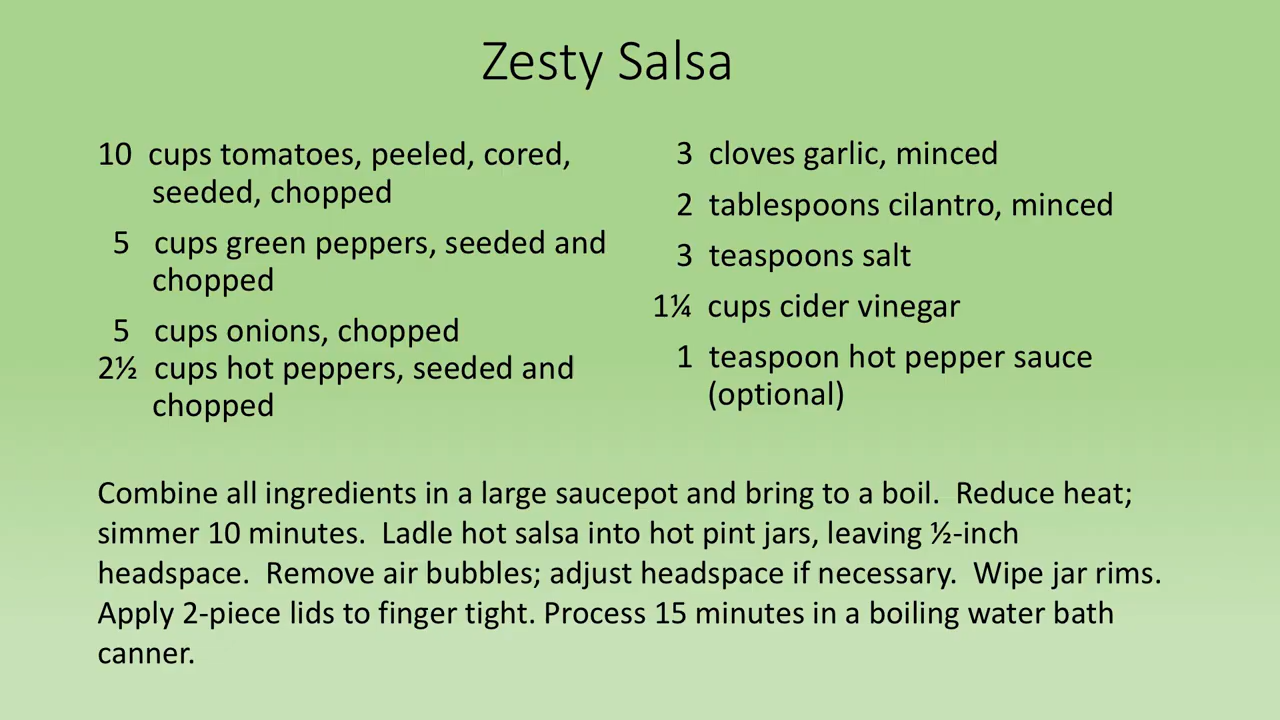 Zesty Salsa
10 cups tomatoes, peeled, cored,
seeded, chopped
5 cups green peppers, seeded and
chopped
5 cups onions, chopped
2½ cups hot peppers, seeded and
chopped
3 cloves garlic, minced
2 tablespoons cilantro, minced
3 teaspoons salt
1¼ cups cider vinegar
1 teaspoon hot pepper sauce
(optional)
Combine all ingredients in a large saucepot and bring to a boil. Reduce heat;
simmer 10 minutes. Ladle hot salsa into hot pint jars, leaving ½-inch
headspace. Remove air bubbles; adjust headspace if necessary. Wipe jar rims.
Apply 2-piece lids to finger tight. Process 15 minutes in a boiling water bath
canner.